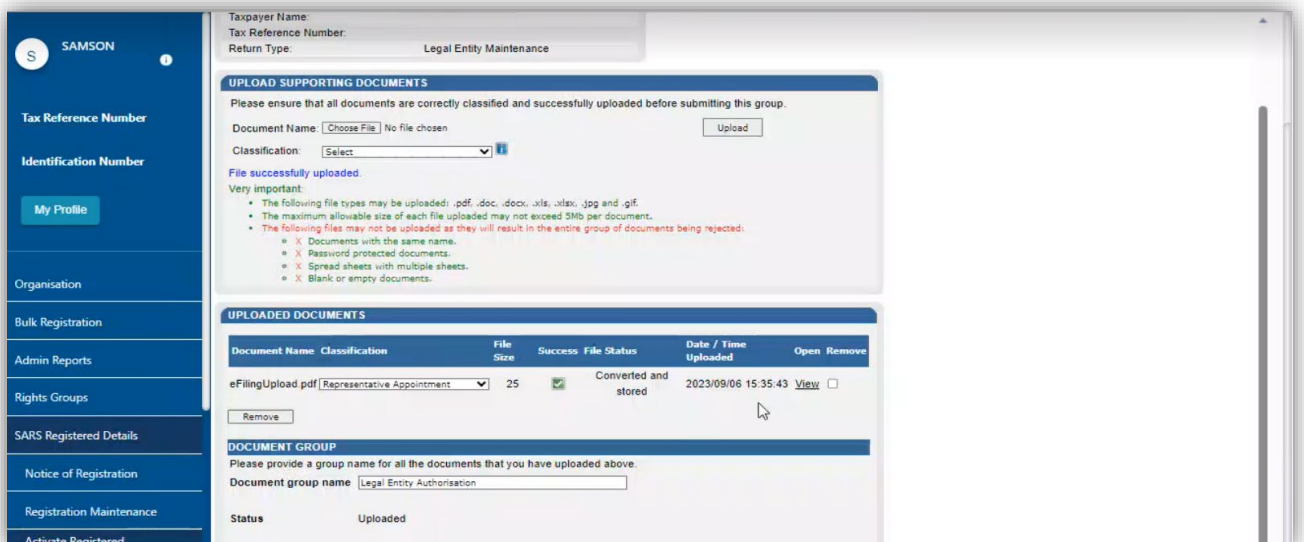 S
SAMSON
Tax Reference Number
Identification Number
My Profile
Organisation
Bulk Registration
Admin Reports
Rights Groups
SARS Registered Details
Notice of Registration
Registration Maintenance
Activate Registered
Taxpayer Name:
Tax Reference Number:
Return Type: Legal Entity Maintenance
UPLOAD SUPPORTING DOCUMENTS
Please ensure that all documents are correctly classified and successfully uploaded before submitting this group.
Document Name: Choose File No file chosen Upload
Classification: Select
File successfully uploaded.
Very important:
• The following file types may be uploaded: .pdf, .doc, .docx, .xls, .xlsx, .jpg and .gif.
• The maximum allowable size of each file uploaded may not exceed 5Mb per document.
• The following files may not be uploaded as they will result in the entire group of documents being rejected:
X Documents with the same name.
X Password protected documents.
X Spread sheets with multiple sheets.
X Blank or empty documents.
UPLOADED DOCUMENTS
Document Name Classification File Size Success File Status Date / Time Uploaded Open Remove
eFilingUpload.pdf Representative Appointment 25 Converted and stored 2023/09/06 15:35:43 View
Remove
DOCUMENT GROUP
Please provide a group name for all the documents that you have uploaded above.
Document group name Legal Entity Authorisation
Status Uploaded